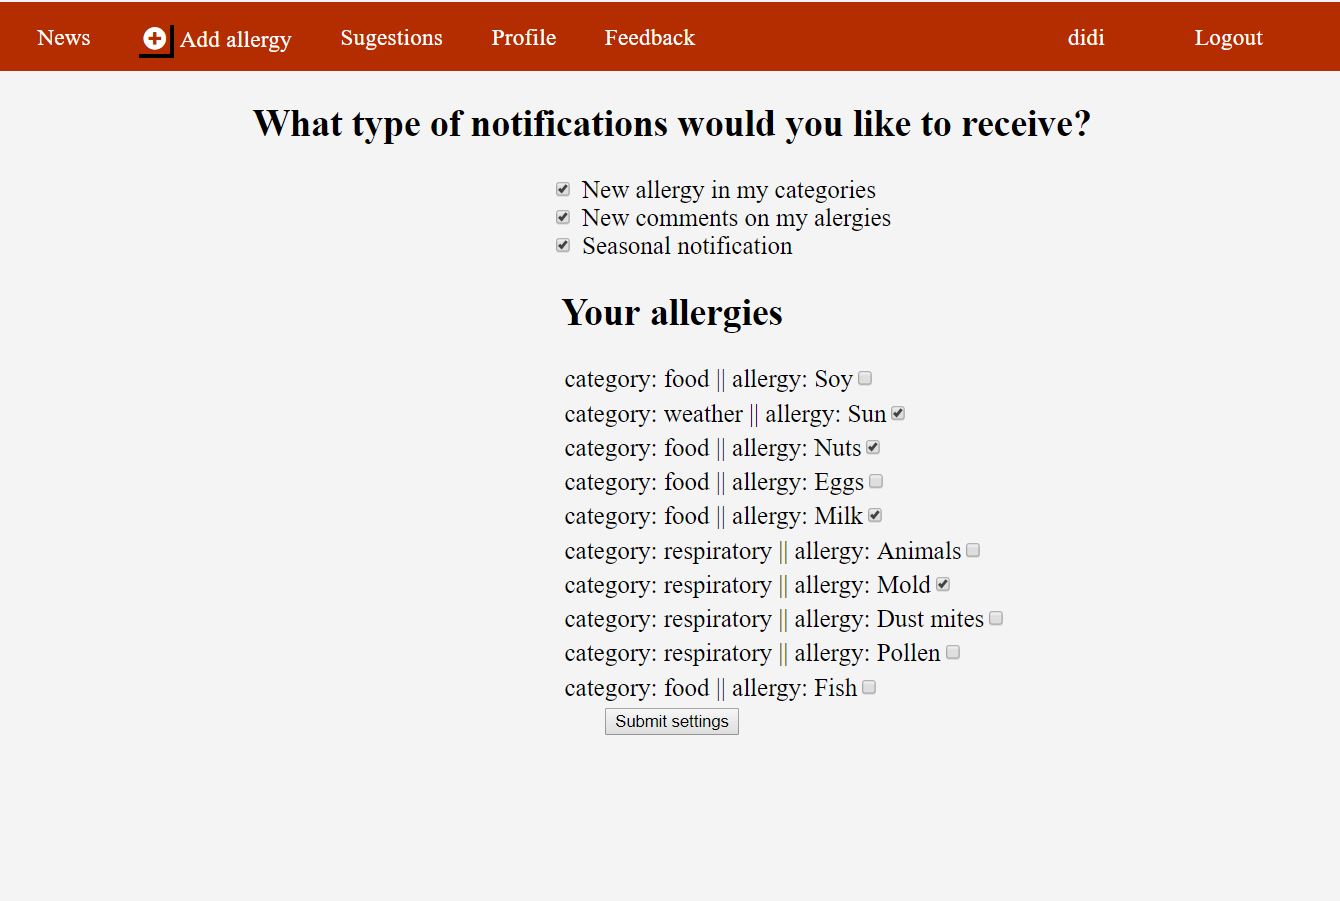 News Add allergy Sugestions Profile Feedback didi Logout
What type of notifications would you like to receive?
New allergy in my categories
New comments on my alergies
Seasonal notification
Your allergies
category: food || allergy: Soy
category: weather || allergy: Sun
category: food || allergy: Nuts
category: food || allergy: Eggs
category: food || allergy: Milk
category: respiratory || allergy: Animals
category: respiratory || allergy: Mold
category: respiratory || allergy: Dust mites
category: respiratory || allergy: Pollen
category: food || allergy: Fish
Submit settings